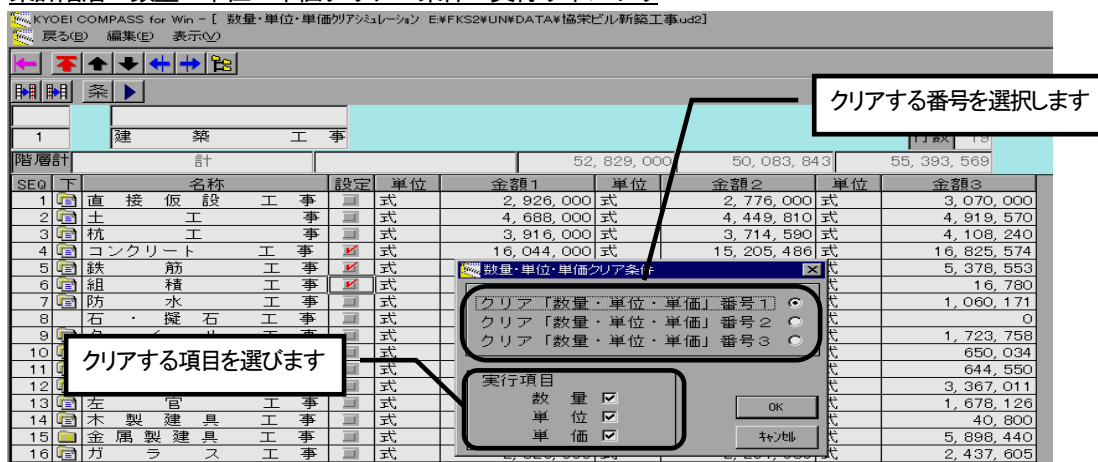 KYOEI COMPASS for Win - [ 数量・単位・単価クリアシミュレーション E:¥FKS2¥UN¥DATA¥協栄ビル新築工事ud2]
戻る(B) 編集(E) 表示(V)
条
クリアする番号を選択します
1 建 築 工 事 行数 19
階層計 計 52,829,000 50,083,843 55,393,569
SEQ 下 名称 設定 単位 金額1 単位 金額2 単位 金額3
1 直 接 仮 設 工 事 式 2,926,000 式 2,776,000 式 3,070,000
2 土 工 事 式 4,688,000 式 4,449,810 式 4,919,570
3 杭 工 事 式 3,916,000 式 3,714,590 式 4,108,240
4 コンクリート 工 事 式 16,044,000 式 15,205,486 式 16,825,574
5 鉄 筋 工 事 式 数量・単位・単価クリア条件 式 5,378,553
6 組 積 工 事 式 式 16,780
7 防 水 工 事 式 クリア「数量・単位・単価」番号1 式 1,060,171
8 石 ・ 擬 石 工 事 式 クリア「数量・単位・単価」番号2 式 0
9 工 事 式 クリア「数量・単位・単価」番号3 式 1,723,758
10 クリアする項目を選びます 式 650,034
11 式 実行項目 式 644,550
12 式 数 量 式 3,367,011
13 左 官 工 事 式 単 位 OK 式 1,678,126
14 木 製 建 具 工 事 式 単 価 式 40,800
15 金 属 製 建 具 工 事 式 キャンセル 式 5,898,440
16 ガ ラ ス 工 事 式 式 2,437,605